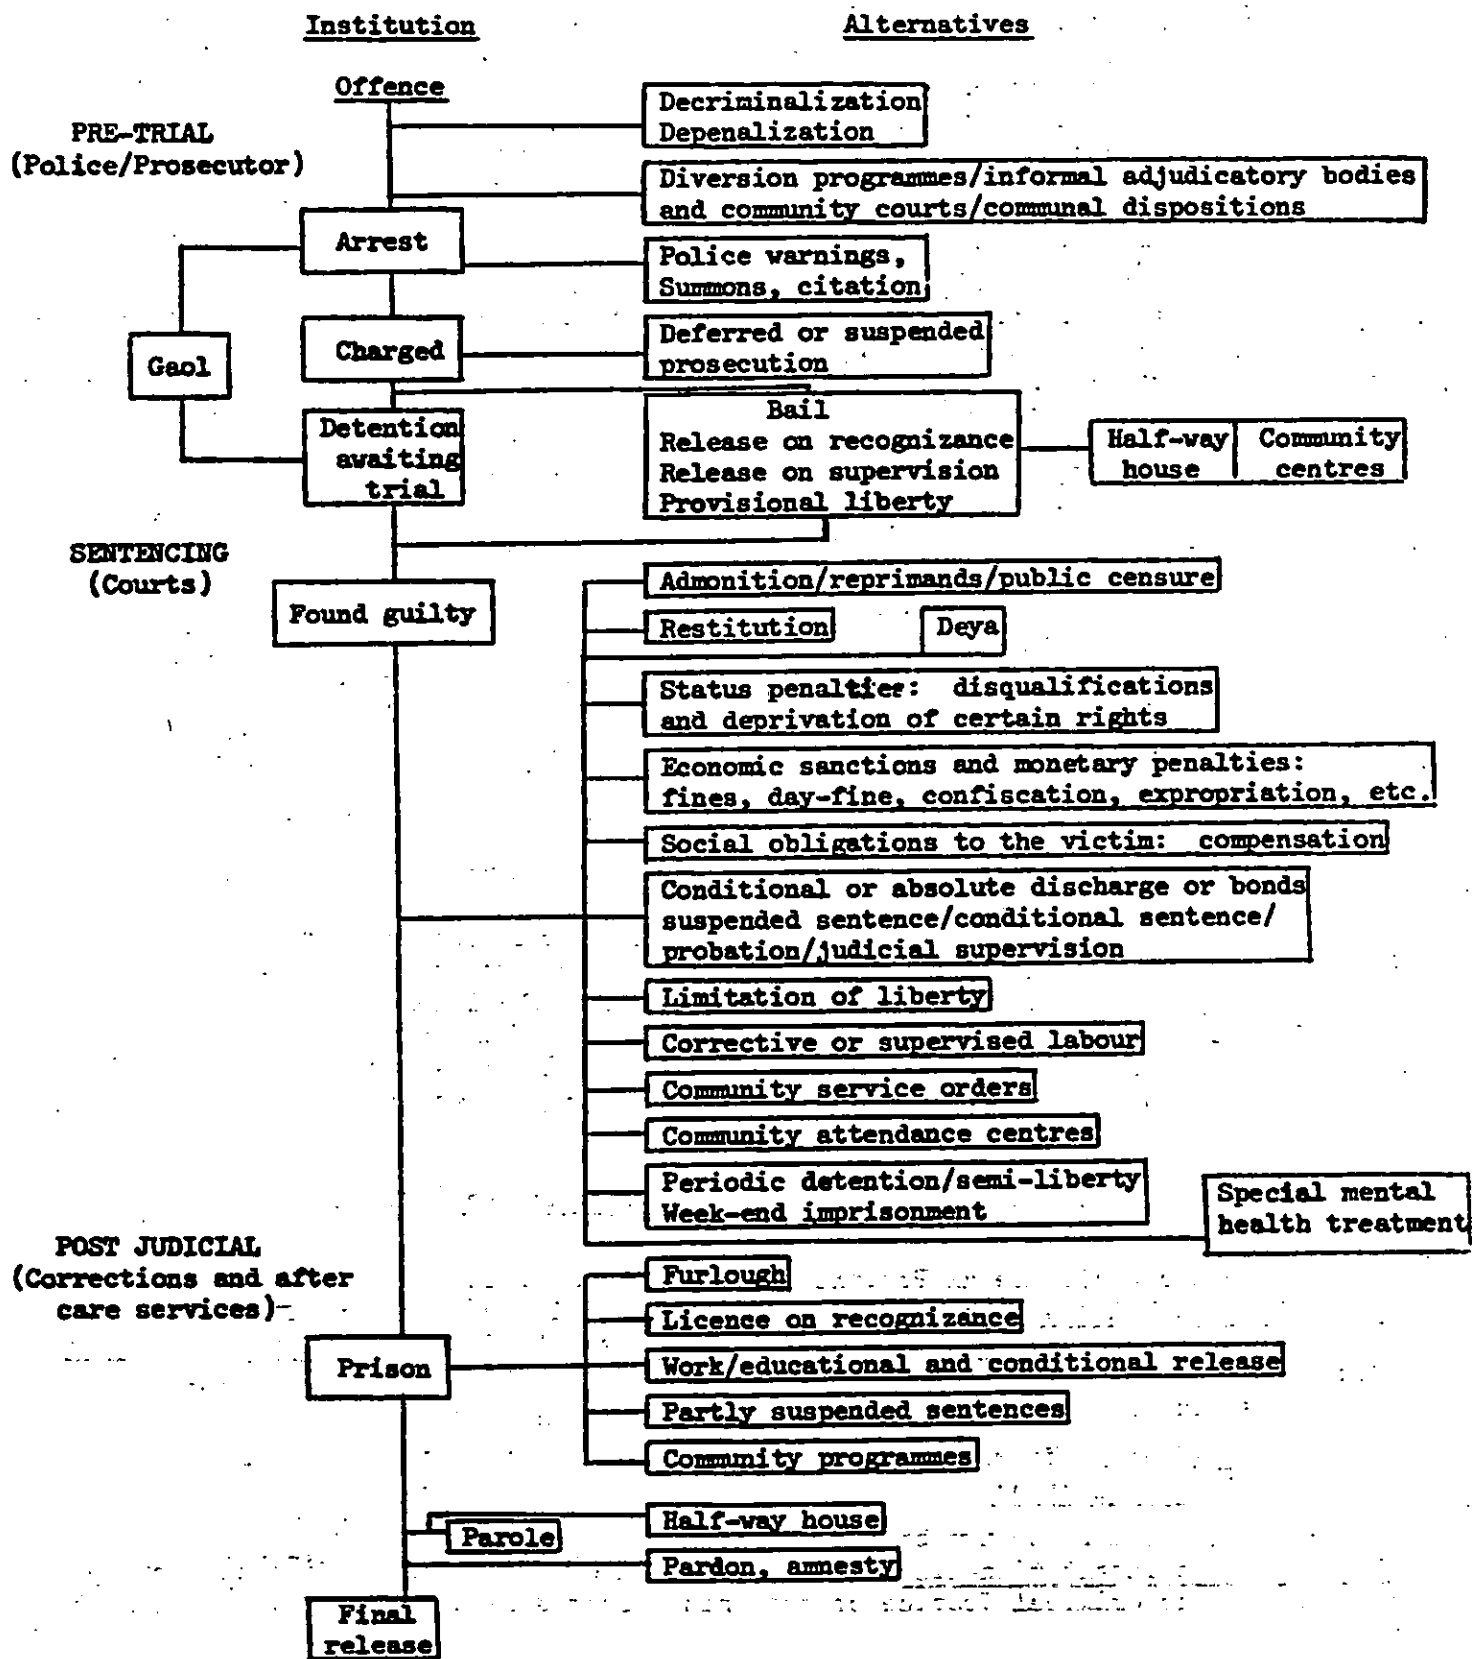 Institution
Alternatives
Offence
Decriminalization
Depenalization
PRE-TRIAL
(Police/Prosecutor)
Diversion programmes/informal adjudicatory bodies
and community courts/communal dispositions
Arrest
Police warnings,
Summons, citation
Gaol
Charged
Deferred or suspended
prosecution
Detention
awaiting
trial
Bail
Release on recognizance
Release on supervision
Provisional liberty
Half-way
house
Community
centres
SENTENCING
(Courts)
Found guilty
Admonition/reprimands/public censure
Restitution
Deya
Status penalties: disqualifications
and deprivation of certain rights
Economic sanctions and monetary penalties:
fines, day-fine, confiscation, expropriation, etc.
Social obligations to the victim: compensation
Conditional or absolute discharge or bonds
suspended sentence/conditional sentence/
probation/judicial supervision
Limitation of liberty
Corrective or supervised labour
Community service orders
Community attendance centres
Periodic detention/semi-liberty
Week-end imprisonment
Special mental
health treatment
POST JUDICIAL
(Corrections and after
care services)
Furlough
Licence on recognizance
Prison
Work/educational and conditional release
Partly suspended sentences
Community programmes
Half-way house
Parole
Pardon, amnesty
Final
release